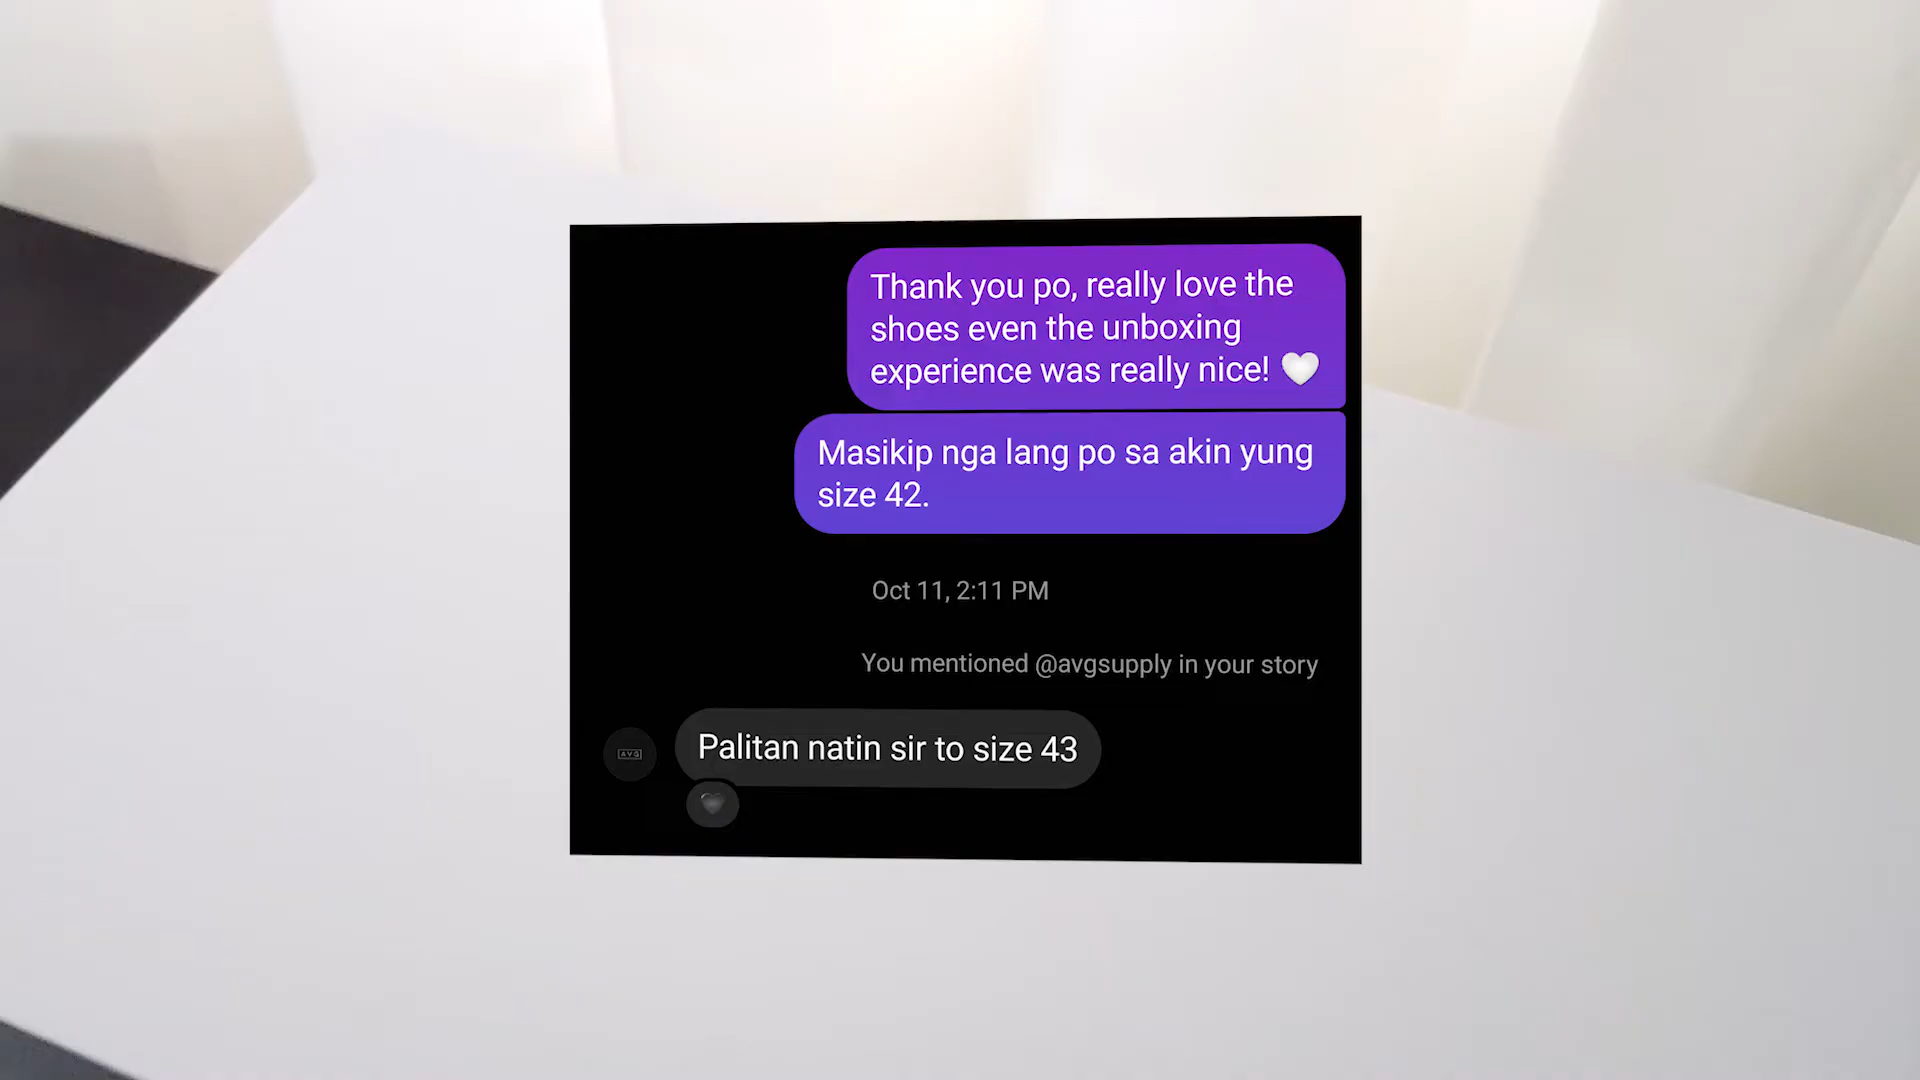 Thank you po, really love the
shoes even the unboxing
experience was really nice! 🤍
Masikip nga lang po sa akin yung
size 42.
Oct 11, 2:11 PM
You mentioned @avgsupply in your story
AVG
Palitan natin sir to size 43